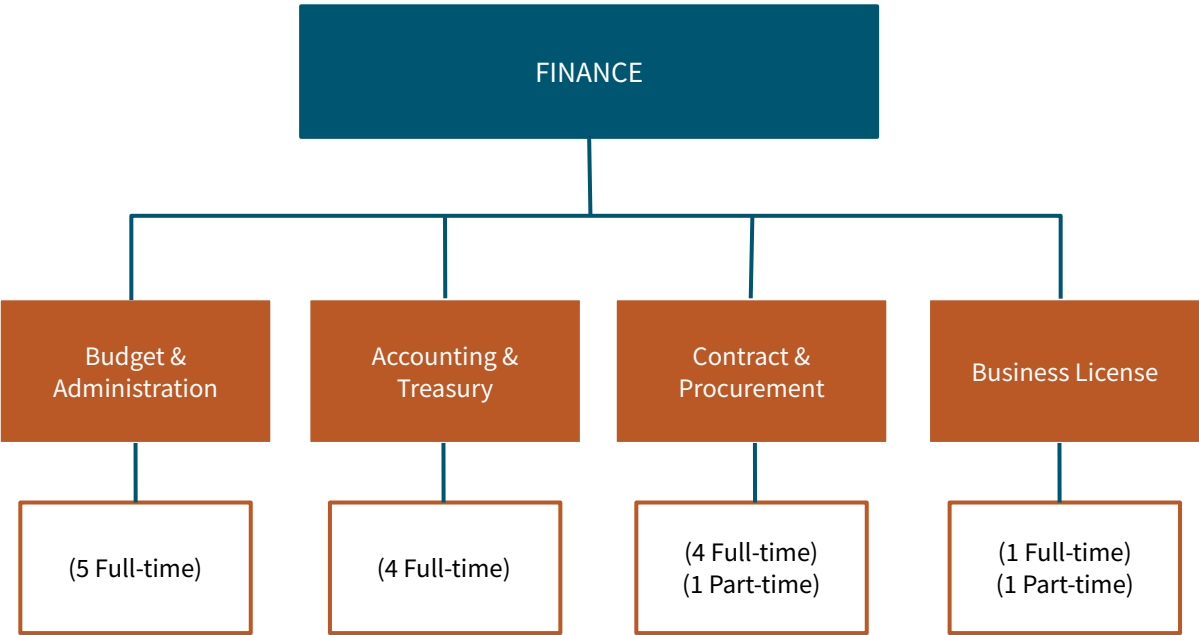 FINANCE
Budget &
Administration
Accounting &
Treasury
Contract &
Procurement
Business License
(5 Full-time)
(4 Full-time)
(4 Full-time)
(1 Part-time)
(1 Full-time)
(1 Part-time)